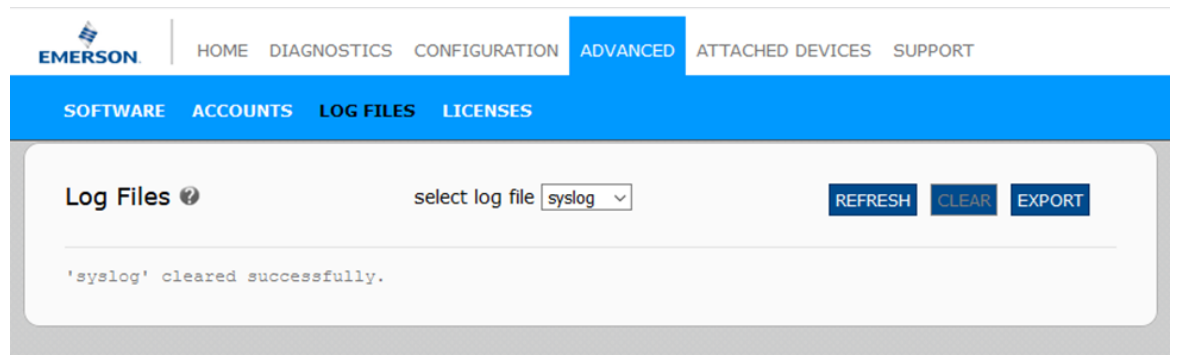 EMERSON.
HOME DIAGNOSTICS CONFIGURATION ADVANCED ATTACHED DEVICES SUPPORT
SOFTWARE ACCOUNTS LOG FILES LICENSES
Log Files ? select log file syslog REFRESH CLEAR EXPORT
'syslog' cleared successfully.